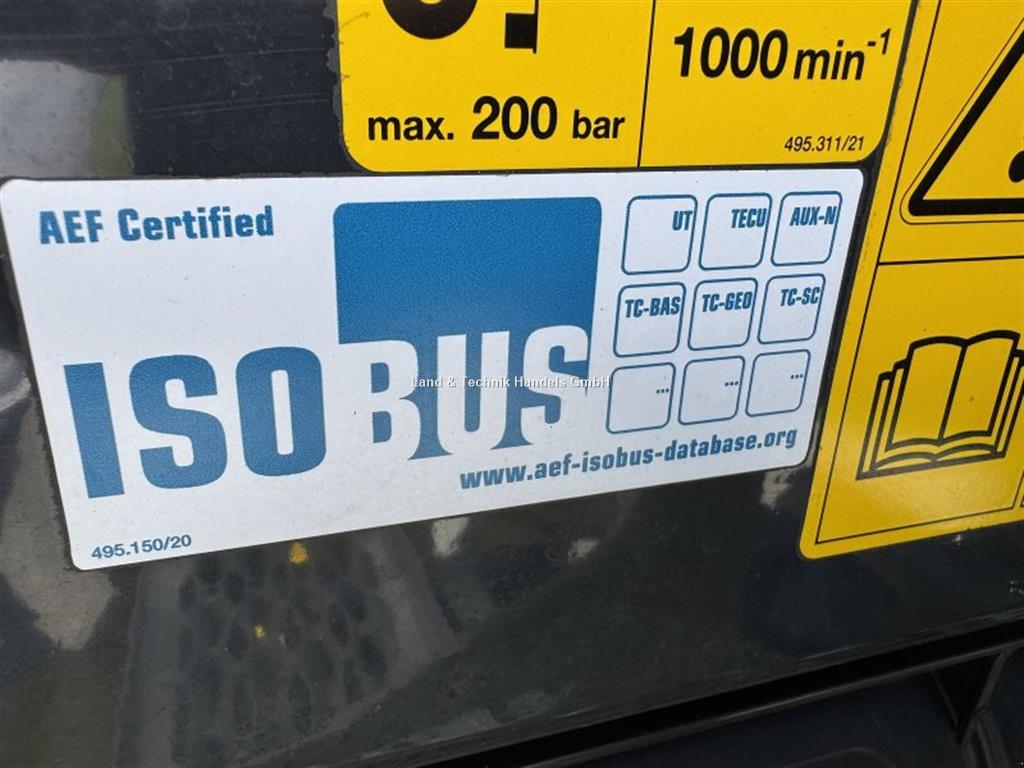 1000 min-1
max. 200 bar
495.311/21
AEF Certified
UT TECU AUX-N
TC-BAS TC-GEO TC-SC
... ... ...
ISOBUS
Land & Technik Handels GmbH
www.aef-isobus-database.org
495.150/20